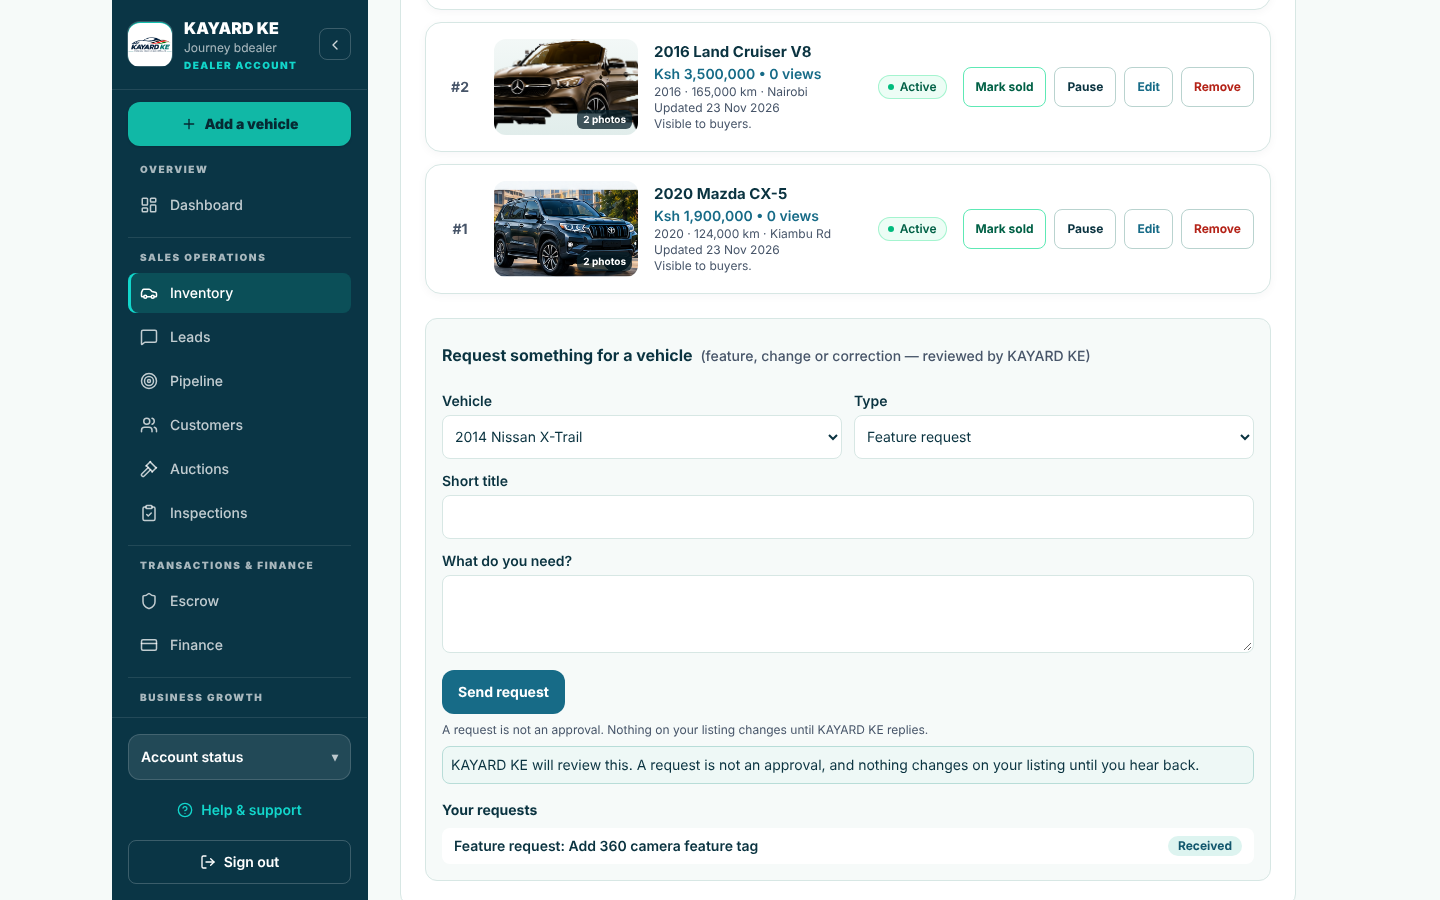 KAYARD KE
KAYARD KE
Journey bdealer
DEALER ACCOUNT
+ Add a vehicle
OVERVIEW
Dashboard
SALES OPERATIONS
Inventory
Leads
Pipeline
Customers
Auctions
Inspections
TRANSACTIONS & FINANCE
Escrow
Finance
BUSINESS GROWTH
Account status
Help & support
Sign out
#2
2 photos
2016 Land Cruiser V8
Ksh 3,500,000 • 0 views
2016 · 165,000 km · Nairobi
Updated 23 Nov 2026
Visible to buyers.
Active
Mark sold
Pause
Edit
Remove
#1
2 photos
2020 Mazda CX-5
Ksh 1,900,000 • 0 views
2020 · 124,000 km · Kiambu Rd
Updated 23 Nov 2026
Visible to buyers.
Active
Mark sold
Pause
Edit
Remove
Request something for a vehicle (feature, change or correction — reviewed by KAYARD KE)
Vehicle
2014 Nissan X-Trail
Type
Feature request
Short title
What do you need?
Send request
A request is not an approval. Nothing on your listing changes until KAYARD KE replies.
KAYARD KE will review this. A request is not an approval, and nothing changes on your listing until you hear back.
Your requests
Feature request: Add 360 camera feature tag
Received